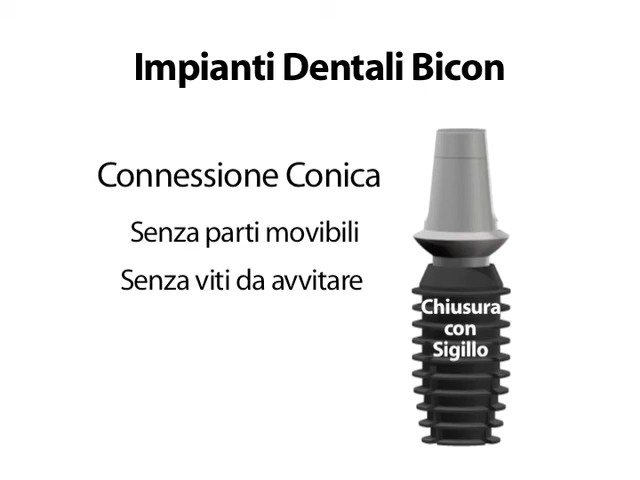 Impianti Dentali Bicon
Connessione Conica
Senza parti movibili
Senza viti da avvitare
Chiusura
con
Sigillo